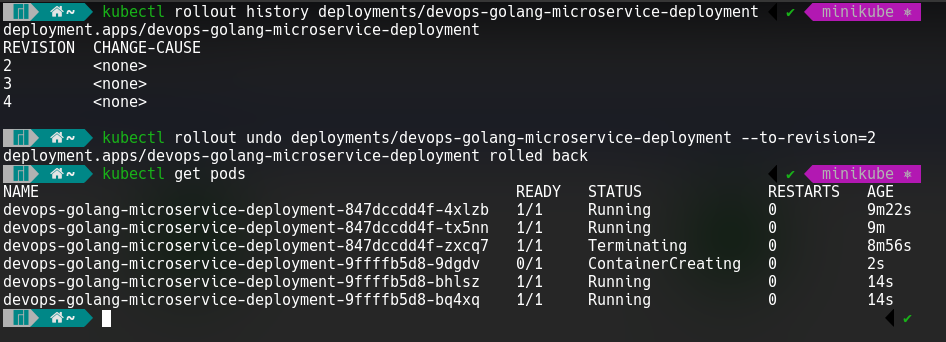 ~ kubectl rollout history deployments/devops-golang-microservice-deployment ✔ minikube ⎈
deployment.apps/devops-golang-microservice-deployment
REVISION  CHANGE-CAUSE
2         <none>
3         <none>
4         <none>
~ kubectl rollout undo deployments/devops-golang-microservice-deployment --to-revision=2
deployment.apps/devops-golang-microservice-deployment rolled back
~ kubectl get pods ✔ minikube ⎈
NAME                                                     READY   STATUS              RESTARTS   AGE
devops-golang-microservice-deployment-847dccdd4f-4xlzb   1/1     Running             0          9m22s
devops-golang-microservice-deployment-847dccdd4f-tx5nn   1/1     Running             0          9m
devops-golang-microservice-deployment-847dccdd4f-zxcq7   1/1     Terminating         0          8m56s
devops-golang-microservice-deployment-9ffffb5d8-9dgdv    0/1     ContainerCreating   0          2s
devops-golang-microservice-deployment-9ffffb5d8-bhlsz    1/1     Running             0          14s
devops-golang-microservice-deployment-9ffffb5d8-bq4xq    1/1     Running             0          14s
~ ✔